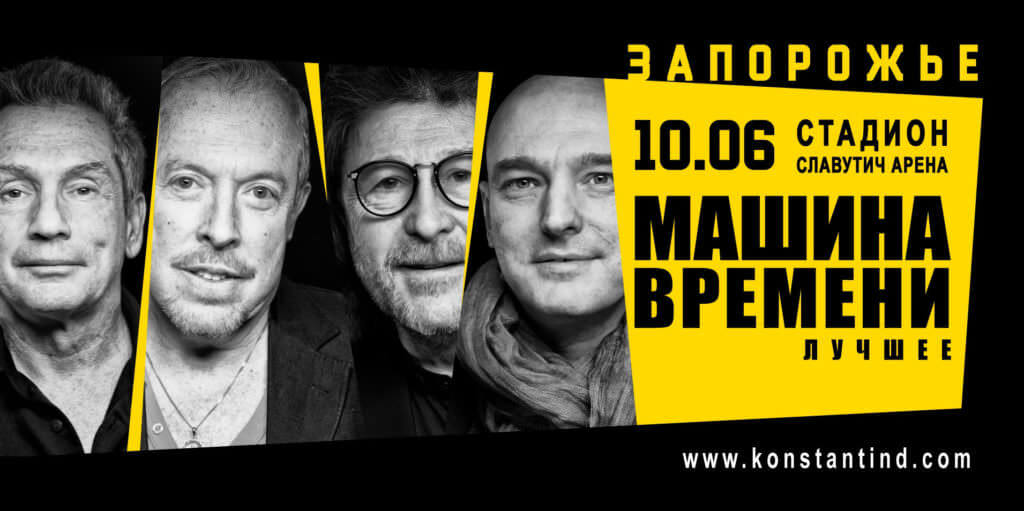 ЗАПОРОЖЬЕ
10.06
СТАДИОН
СЛАВУТИЧ АРЕНА
МАШИНА
ВРЕМЕНИ
ЛУЧШЕЕ
www.konstantind.com